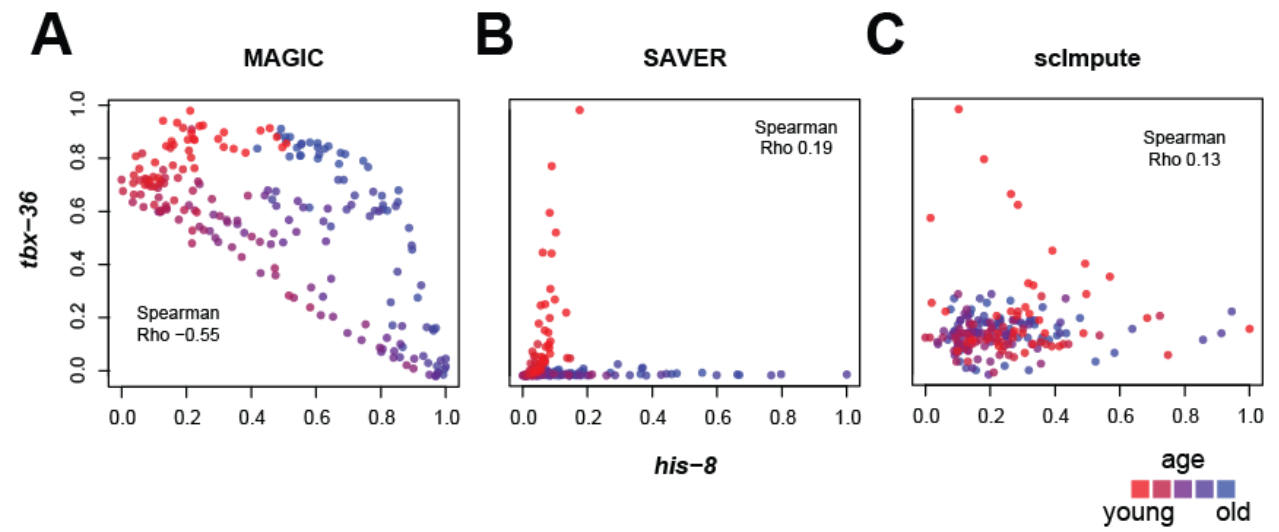 A
MAGIC
B
SAVER
C
scImpute
tbx−36
1.0
0.8
0.6
0.4
0.2
0.0
Spearman
Rho −0.55
0.0 0.2 0.4 0.6 0.8 1.0
Spearman
Rho 0.19
0.0 0.2 0.4 0.6 0.8 1.0
Spearman
Rho 0.13
0.0 0.2 0.4 0.6 0.8 1.0
his−8
age
young old